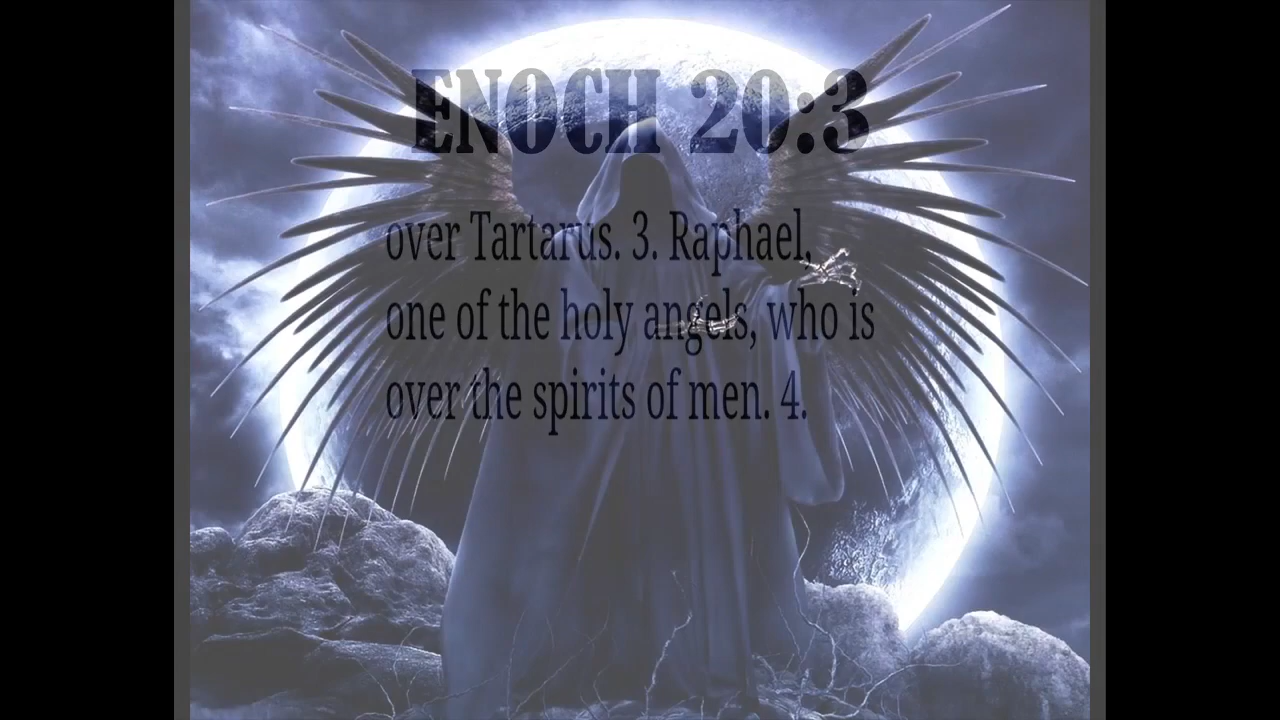 ENOCH 20:3
over Tartarus. 3. Raphael,
one of the holy angels, who is
over the spirits of men. 4.